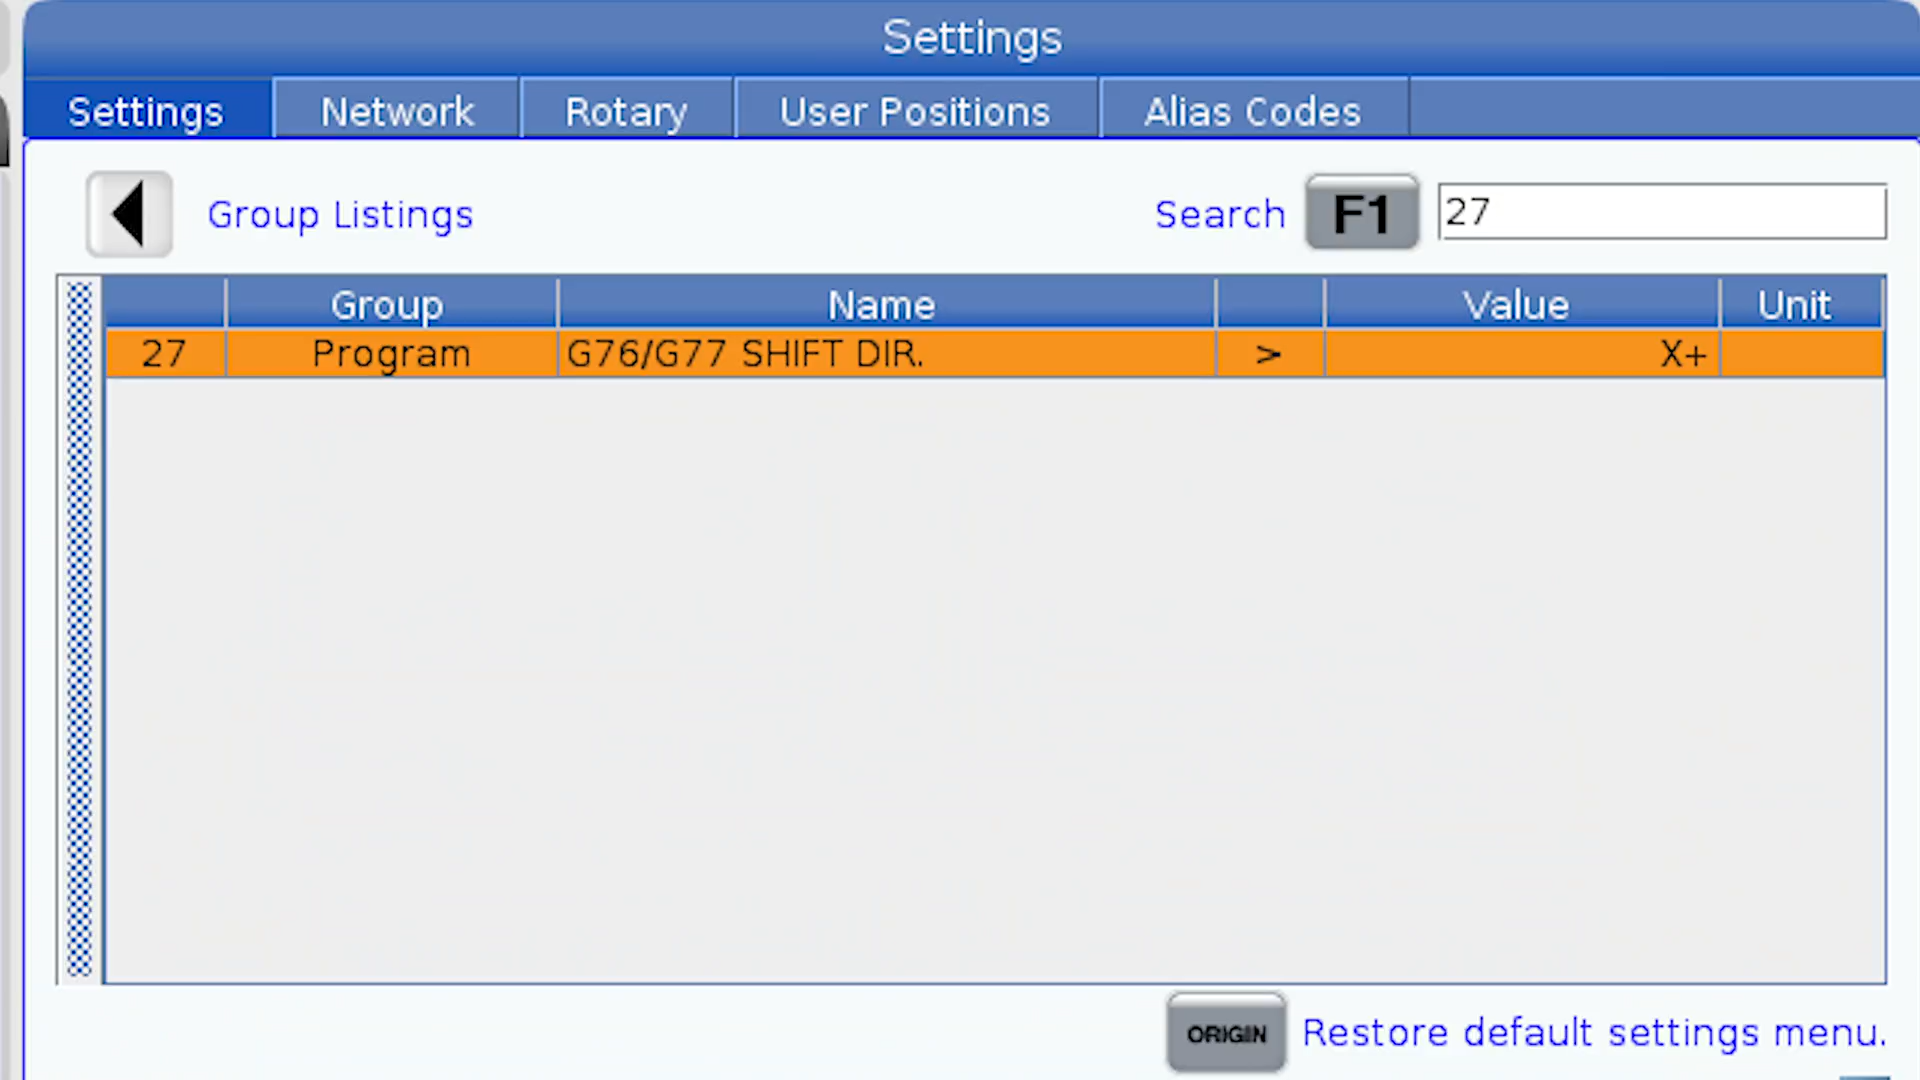 Settings
Settings Network Rotary User Positions Alias Codes
Group Listings Search F1 27
Group Name Value Unit
27 Program G76/G77 SHIFT DIR. > X+
ORIGIN Restore default settings menu.